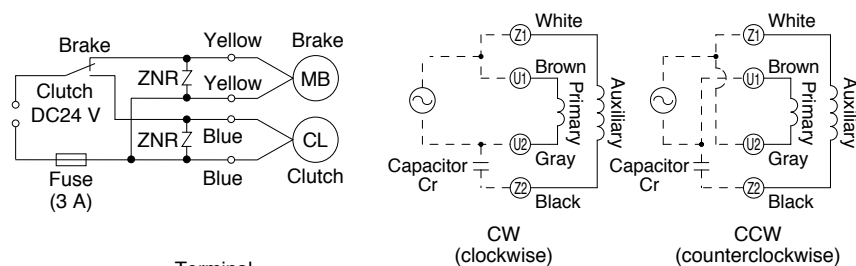 Brake
Clutch
DC24 V
Fuse
(3 A)
ZNR
ZNR
Yellow
Yellow
Blue
Blue
Brake
MB
CL
Clutch
White
Z1
Brown
U1
Primary
Auxiliary
U2
Gray
Capacitor
Cr
Z2
Black
CW
(clockwise)
White
Z1
Brown
U1
Primary
Auxiliary
U2
Gray
Capacitor
Cr
Z2
Black
CCW
(counterclockwise)
Terminal